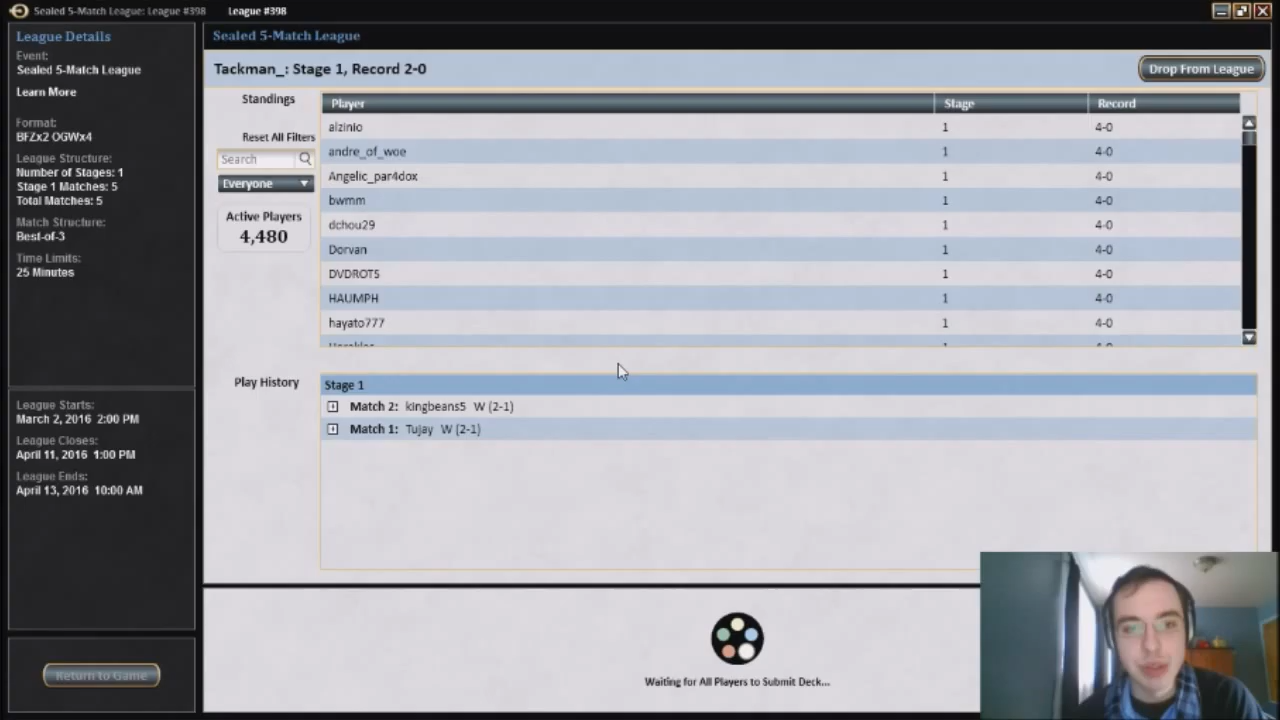 Sealed 5-Match League: League #398
League #398
League Details
Event:
Sealed 5-Match League
Learn More
Format:
BFZx2 OGWx4
League Structure:
Number of Stages: 1
Stage 1 Matches: 5
Total Matches: 5
Match Structure:
Best-of-3
Time Limits:
25 Minutes
League Starts:
March 2, 2016 2:00 PM
League Closes:
April 11, 2016 1:00 PM
League Ends:
April 13, 2016 10:00 AM
Return to Game
Sealed 5-Match League
Tackman_: Stage 1, Record 2-0
Drop From League
Standings
Reset All Filters
Search
Everyone
Active Players
4,480
Player Stage Record
alzinio 1 4-0
andre_of_woe 1 4-0
Angelic_par4dox 1 4-0
bwmm 1 4-0
dchou29 1 4-0
Dorvan 1 4-0
DVDROTS 1 4-0
HAUMPH 1 4-0
hayato777 1 4-0
Play History
Stage 1
Match 2: kingbeans5 W (2-1)
Match 1: Tujay W (2-1)
Waiting for All Players to Submit Deck...